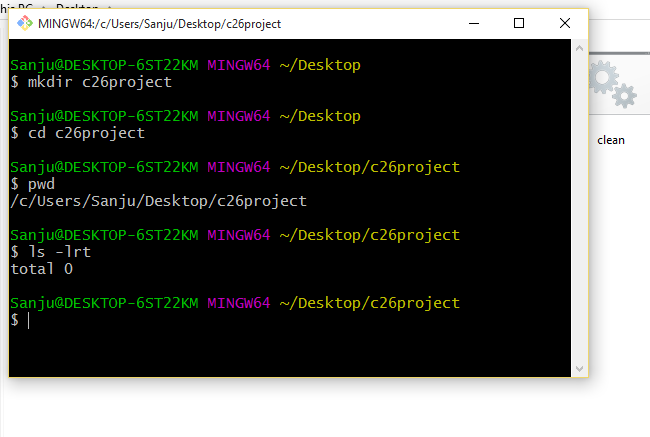 Desktop
MINGW64:/c/Users/Sanju/Desktop/c26project
Sanju@DESKTOP-6ST22KM MINGW64 ~/Desktop
$ mkdir c26project
Sanju@DESKTOP-6ST22KM MINGW64 ~/Desktop
$ cd c26project
Sanju@DESKTOP-6ST22KM MINGW64 ~/Desktop/c26project
$ pwd
/c/Users/Sanju/Desktop/c26project
Sanju@DESKTOP-6ST22KM MINGW64 ~/Desktop/c26project
$ ls -lrt
total 0
Sanju@DESKTOP-6ST22KM MINGW64 ~/Desktop/c26project
$
clean